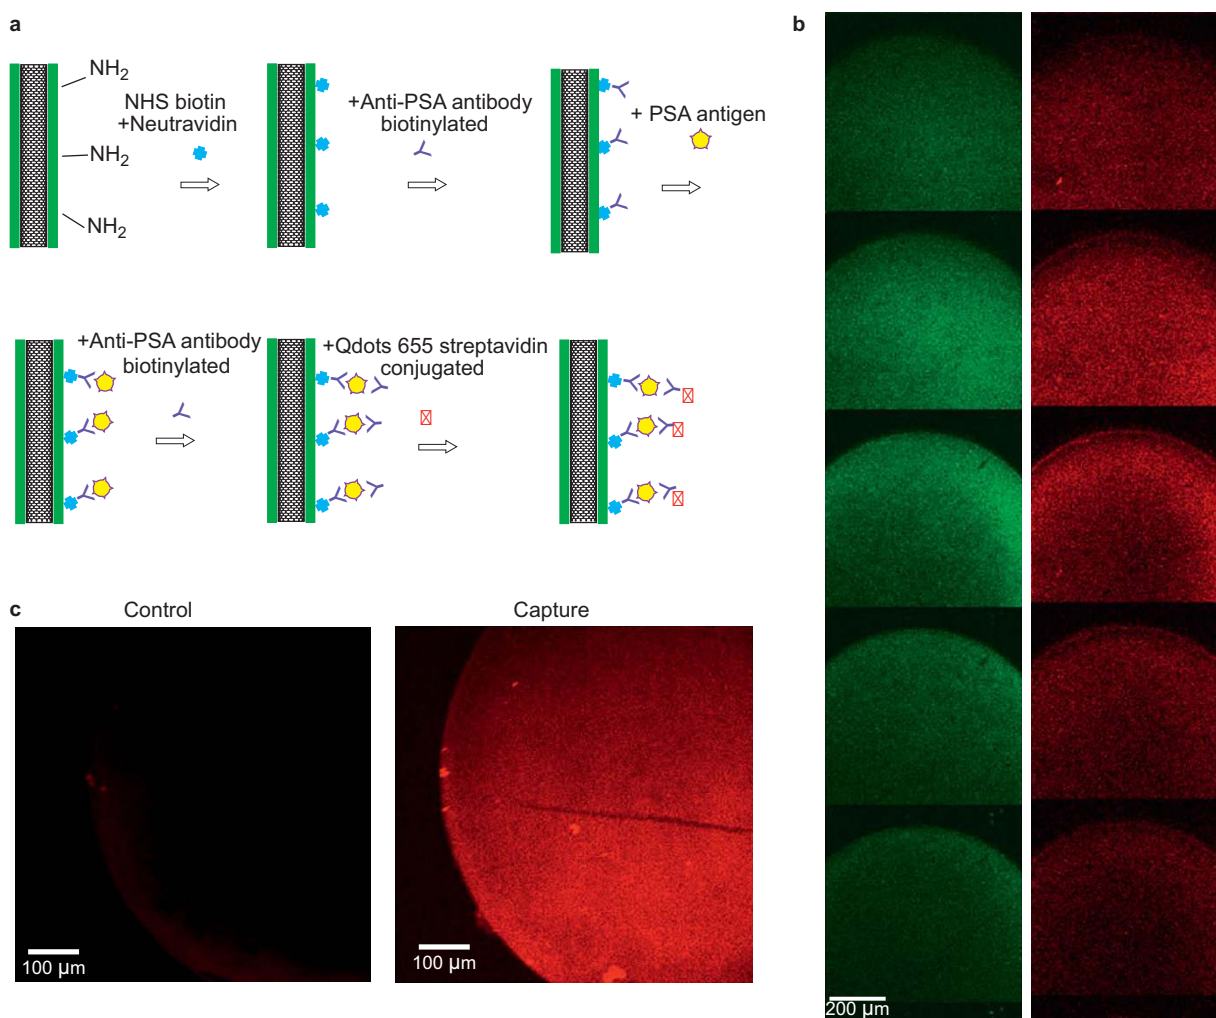 a
NH2
NH2
NH2
NHS biotin
+Neutravidin
+Anti-PSA antibody
biotinylated
+ PSA antigen
+Anti-PSA antibody
biotinylated
+Qdots 655 streptavidin
conjugated
b
200 µm
c
Control
Capture
100 µm
100 µm